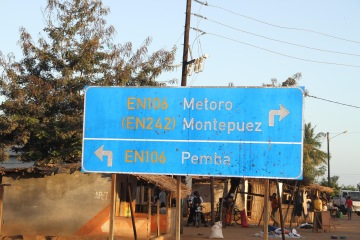 EN106 Metoro
(EN242) Montepuez
EN106 Pemba